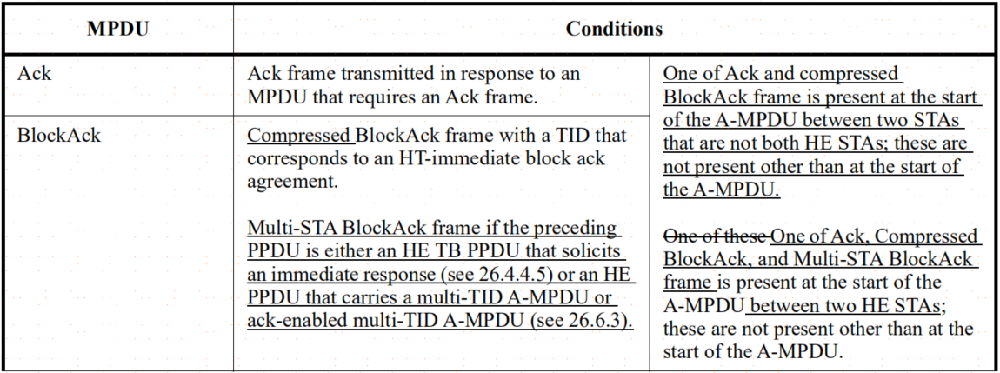 MPDU
Conditions
Ack
Ack frame transmitted in response to an
MPDU that requires an Ack frame.
BlockAck
Compressed BlockAck frame with a TID that
corresponds to an HT-immediate block ack
agreement.
Multi-STA BlockAck frame if the preceding
PPDU is either an HE TB PPDU that solicits
an immediate response (see 26.4.4.5) or an HE
PPDU that carries a multi-TID A-MPDU or
ack-enabled multi-TID A-MPDU (see 26.6.3).
One of Ack and compressed
BlockAck frame is present at the start
of the A-MPDU between two STAs
that are not both HE STAs; these are
not present other than at the start of
the A-MPDU.
One of these One of Ack, Compressed
BlockAck, and Multi-STA BlockAck
frame is present at the start of the
A-MPDU between two HE STAs;
these are not present other than at the
start of the A-MPDU.